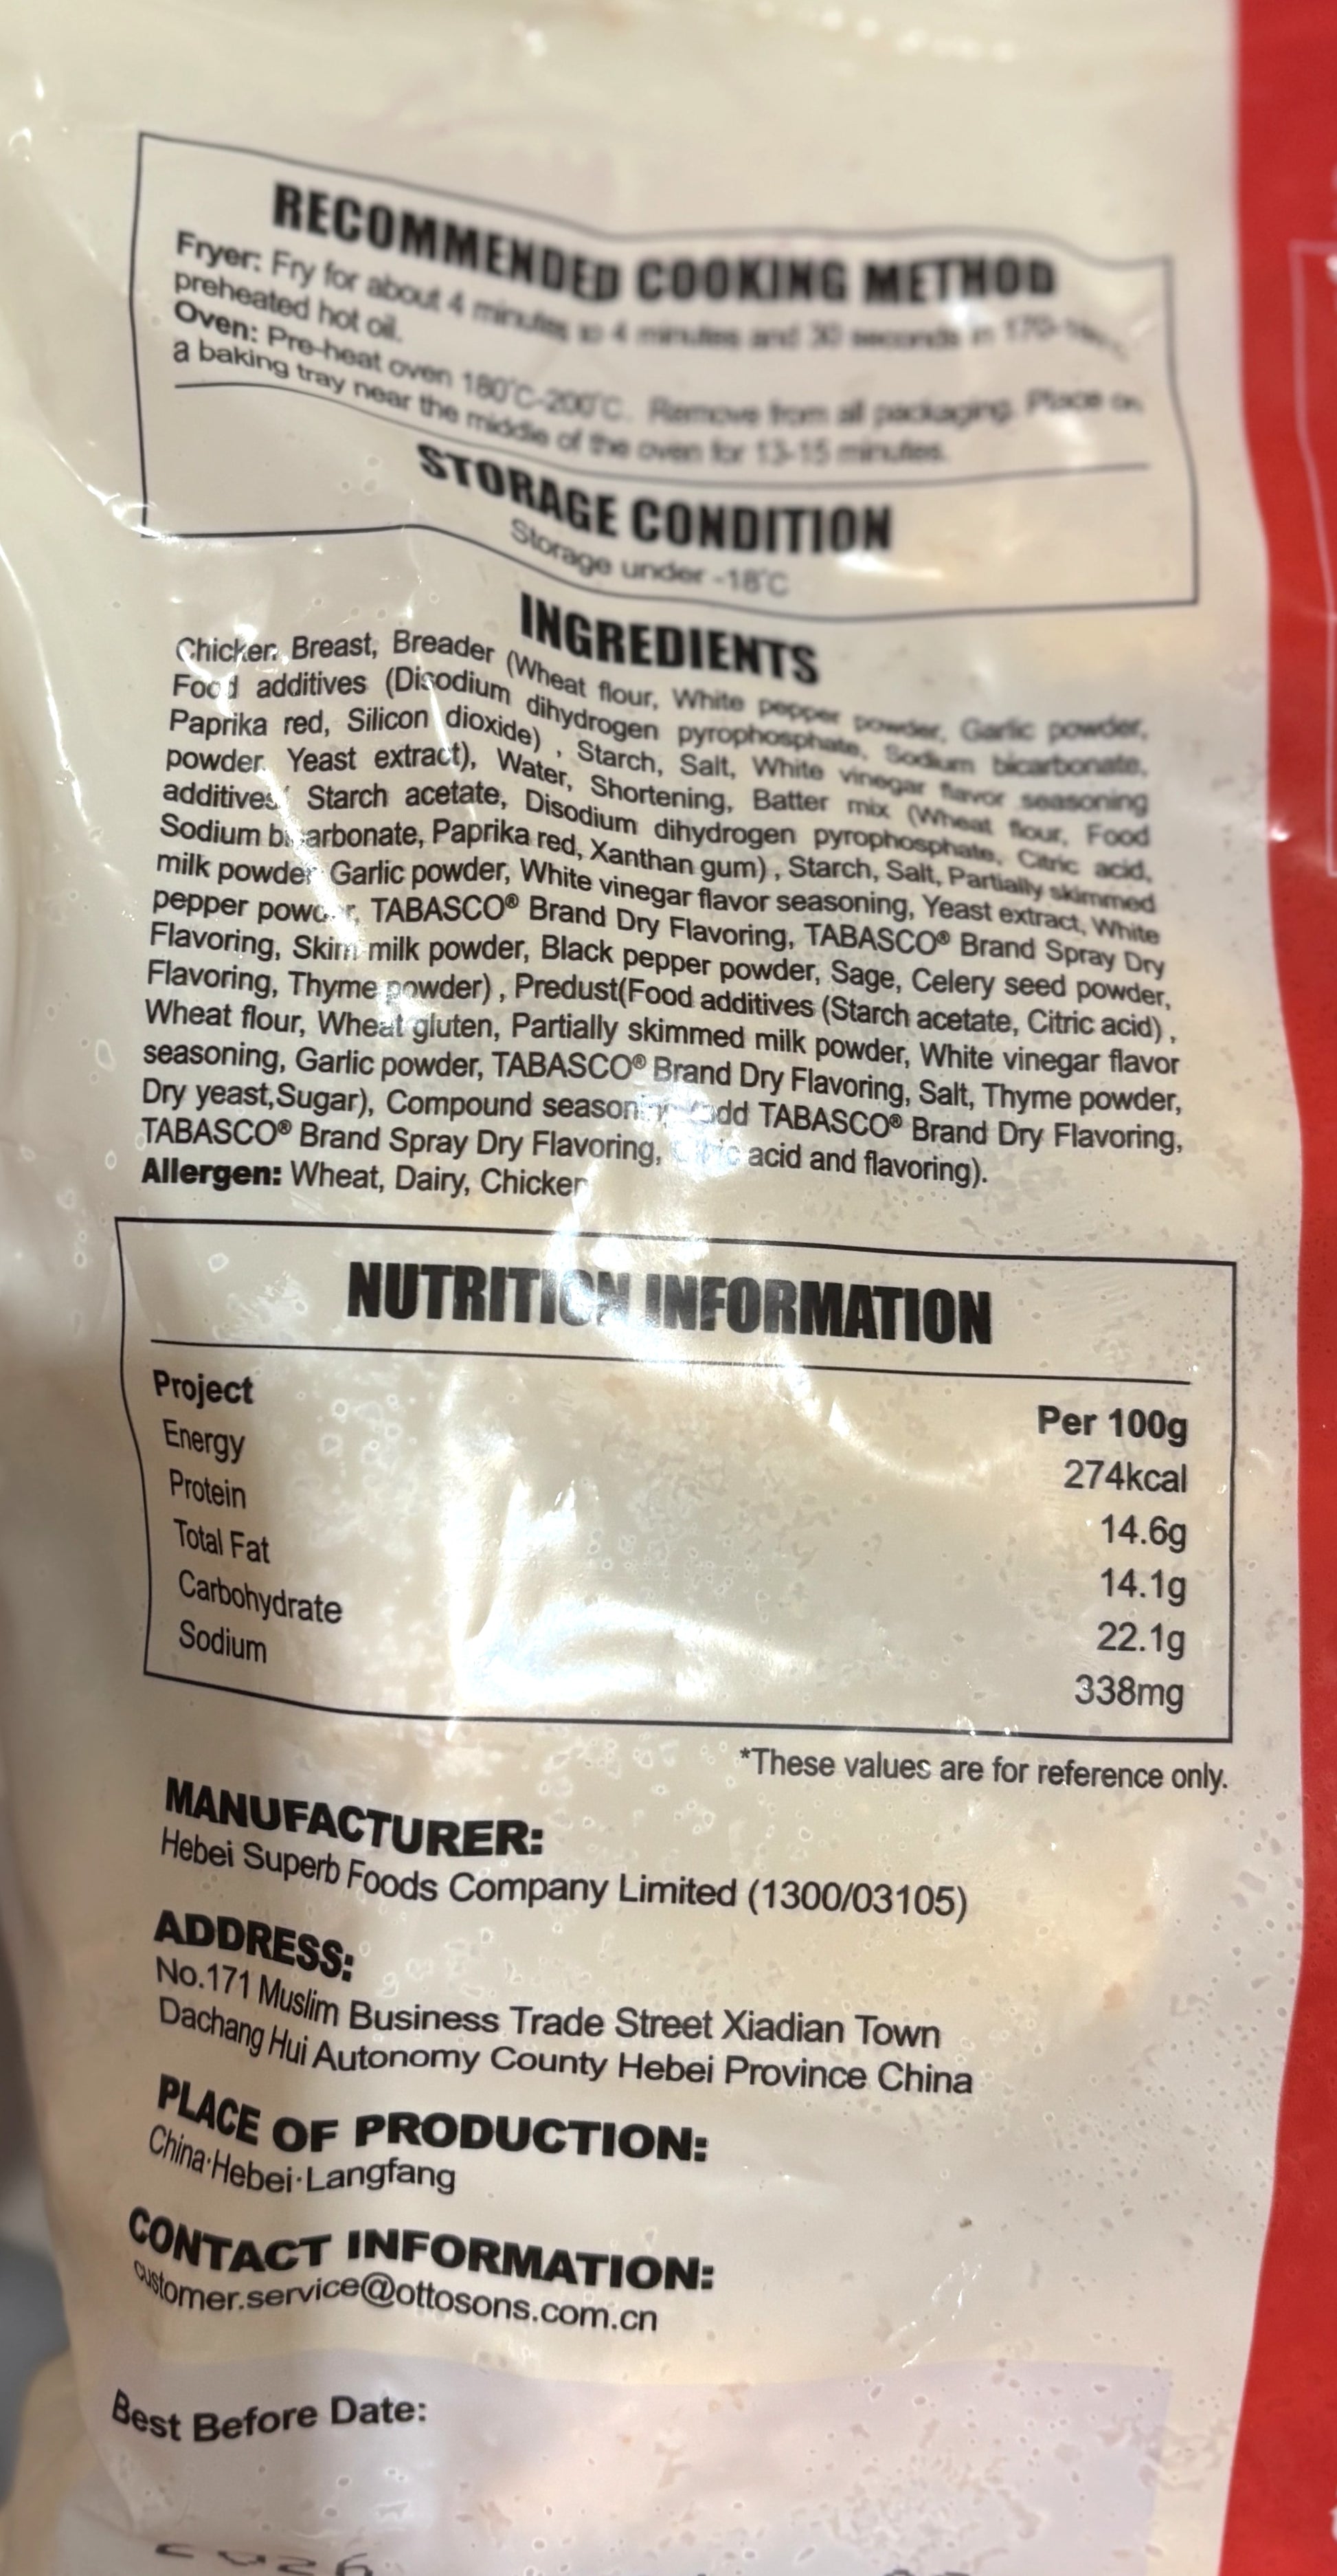 RECOMMENDED COOKING METHOD
Fryer: Fry for about 4 minutes to 4 minutes and 30 seconds in
preheated hot oil.
Oven: Pre-heat oven 180°C-200°C. Remove from all packaging. Place on
a baking tray near the middle of the oven for 13-15 minutes.
STORAGE CONDITION
Storage under -18°C
INGREDIENTS
Chicken Breast, Breader (Wheat flour, White pepper powder, Garlic powder,
Food additives (Disodium dihydrogen pyrophosphate, Sodium bicarbonate,
Paprika red, Silicon dioxide) , Starch, Salt, White vinegar flavor seasoning
powder, Yeast extract), Water, Shortening, Batter mix (Wheat flour, Food
additives( Starch acetate, Disodium dihydrogen pyrophosphate, Citric acid,
Sodium bicarbonate, Paprika red, Xanthan gum) , Starch, Salt, Partially skimmed
milk powder, Garlic powder, White vinegar flavor seasoning, Yeast extract, White
pepper powder, TABASCO® Brand Dry Flavoring, TABASCO® Brand Spray Dry
Flavoring, Skim milk powder, Black pepper powder, Sage, Celery seed powder,
Flavoring, Thyme powder) , Predust(Food additives (Starch acetate, Citric acid) ,
Wheat flour, Wheat gluten, Partially skimmed milk powder, White vinegar flavor
seasoning, Garlic powder, TABASCO® Brand Dry Flavoring, Salt, Thyme powder,
Dry yeast,Sugar), Compound seasoning (add TABASCO® Brand Dry Flavoring,
TABASCO® Brand Spray Dry Flavoring, Citric acid and flavoring).
Allergen: Wheat, Dairy, Chicken
NUTRITION INFORMATION
Project Per 100g
Energy 274kcal
Protein 14.6g
Total Fat 14.1g
Carbohydrate 22.1g
Sodium 338mg
*These values are for reference only.
MANUFACTURER:
Hebei Superb Foods Company Limited (1300/03105)
ADDRESS:
No.171 Muslim Business Trade Street Xiadian Town
Dachang Hui Autonomy County Hebei Province China
PLACE OF PRODUCTION:
China·Hebei·Langfang
CONTACT INFORMATION:
customer.service@ottosons.com.cn
Best Before Date: